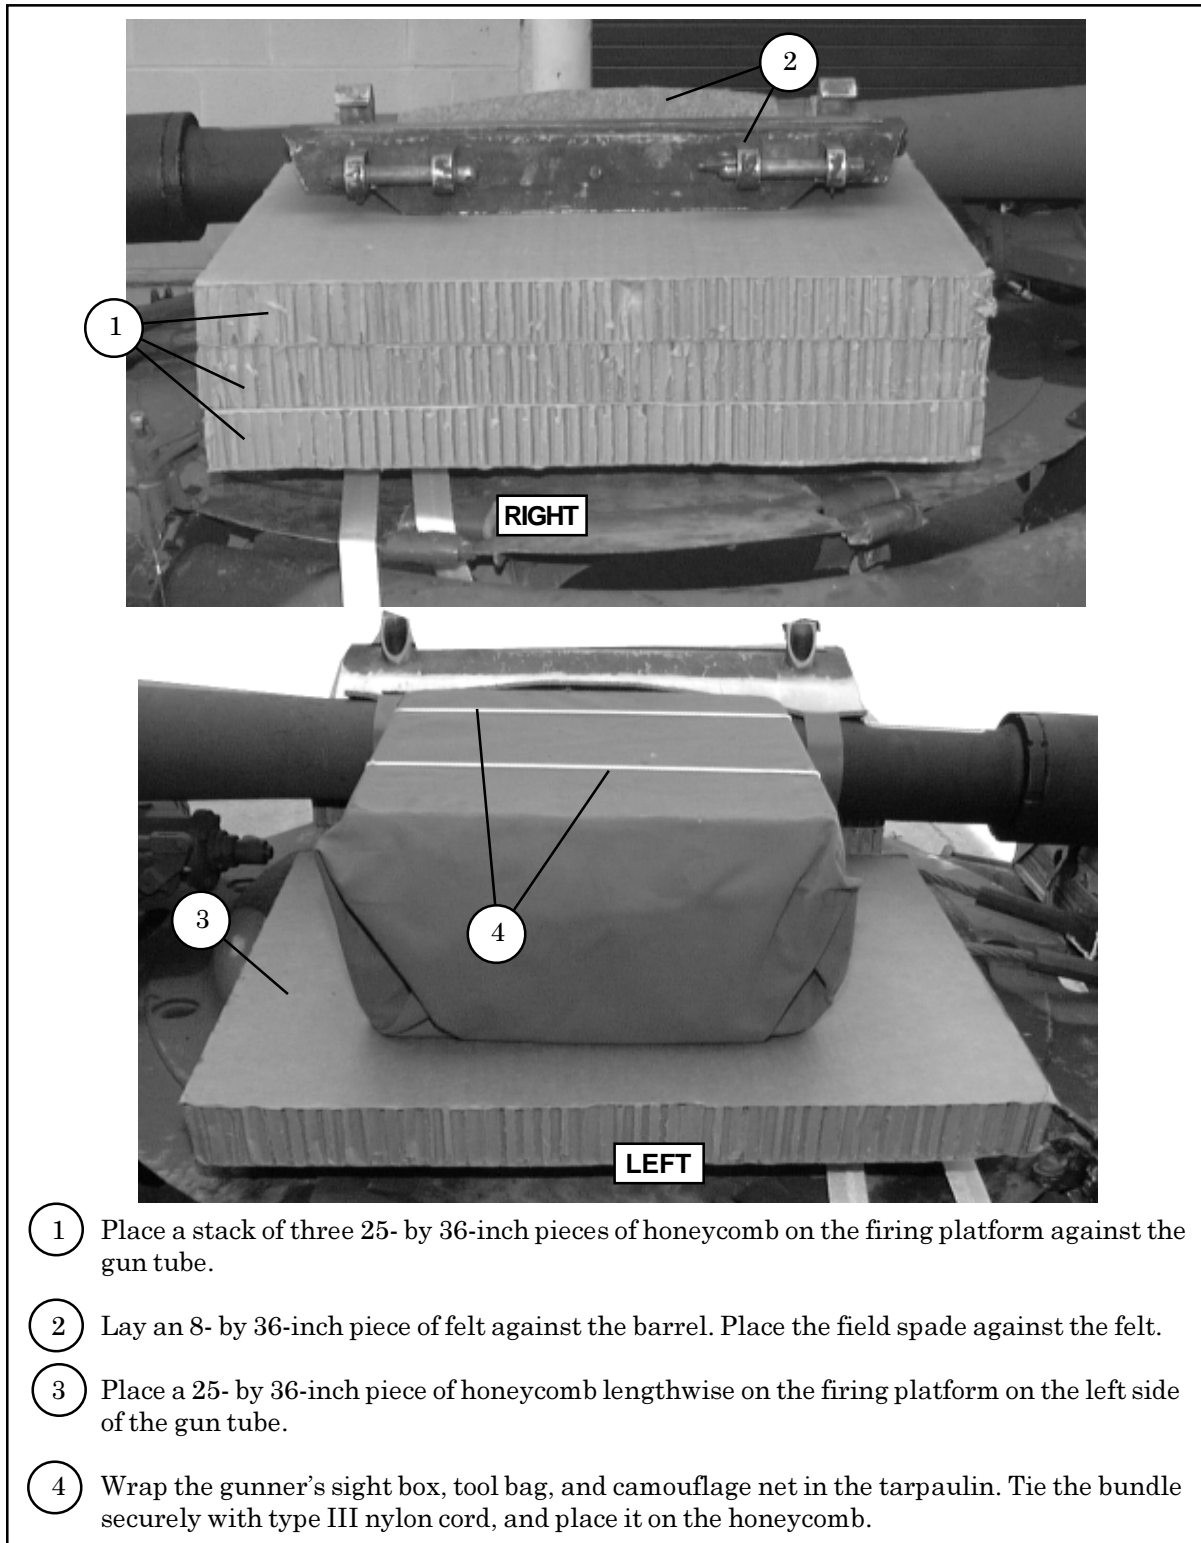 2
1
RIGHT
3
4
LEFT
1 Place a stack of three 25- by 36-inch pieces of honeycomb on the firing platform against the
gun tube.
2 Lay an 8- by 36-inch piece of felt against the barrel. Place the field spade against the felt.
3 Place a 25- by 36-inch piece of honeycomb lengthwise on the firing platform on the left side
of the gun tube.
4 Wrap the gunner's sight box, tool bag, and camouflage net in the tarpaulin. Tie the bundle
securely with type III nylon cord, and place it on the honeycomb.